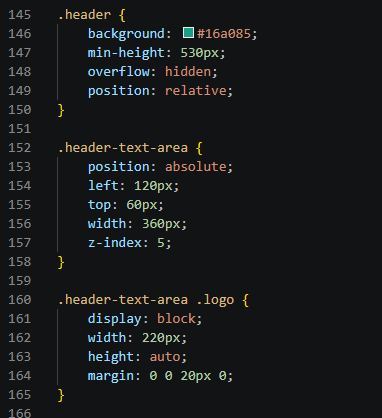 145 .header {
146     background: #16a085;
147     min-height: 530px;
148     overflow: hidden;
149     position: relative;
150 }
151
152 .header-text-area {
153     position: absolute;
154     left: 120px;
155     top: 60px;
156     width: 360px;
157     z-index: 5;
158 }
159
160 .header-text-area .logo {
161     display: block;
162     width: 220px;
163     height: auto;
164     margin: 0 0 20px 0;
165 }
166